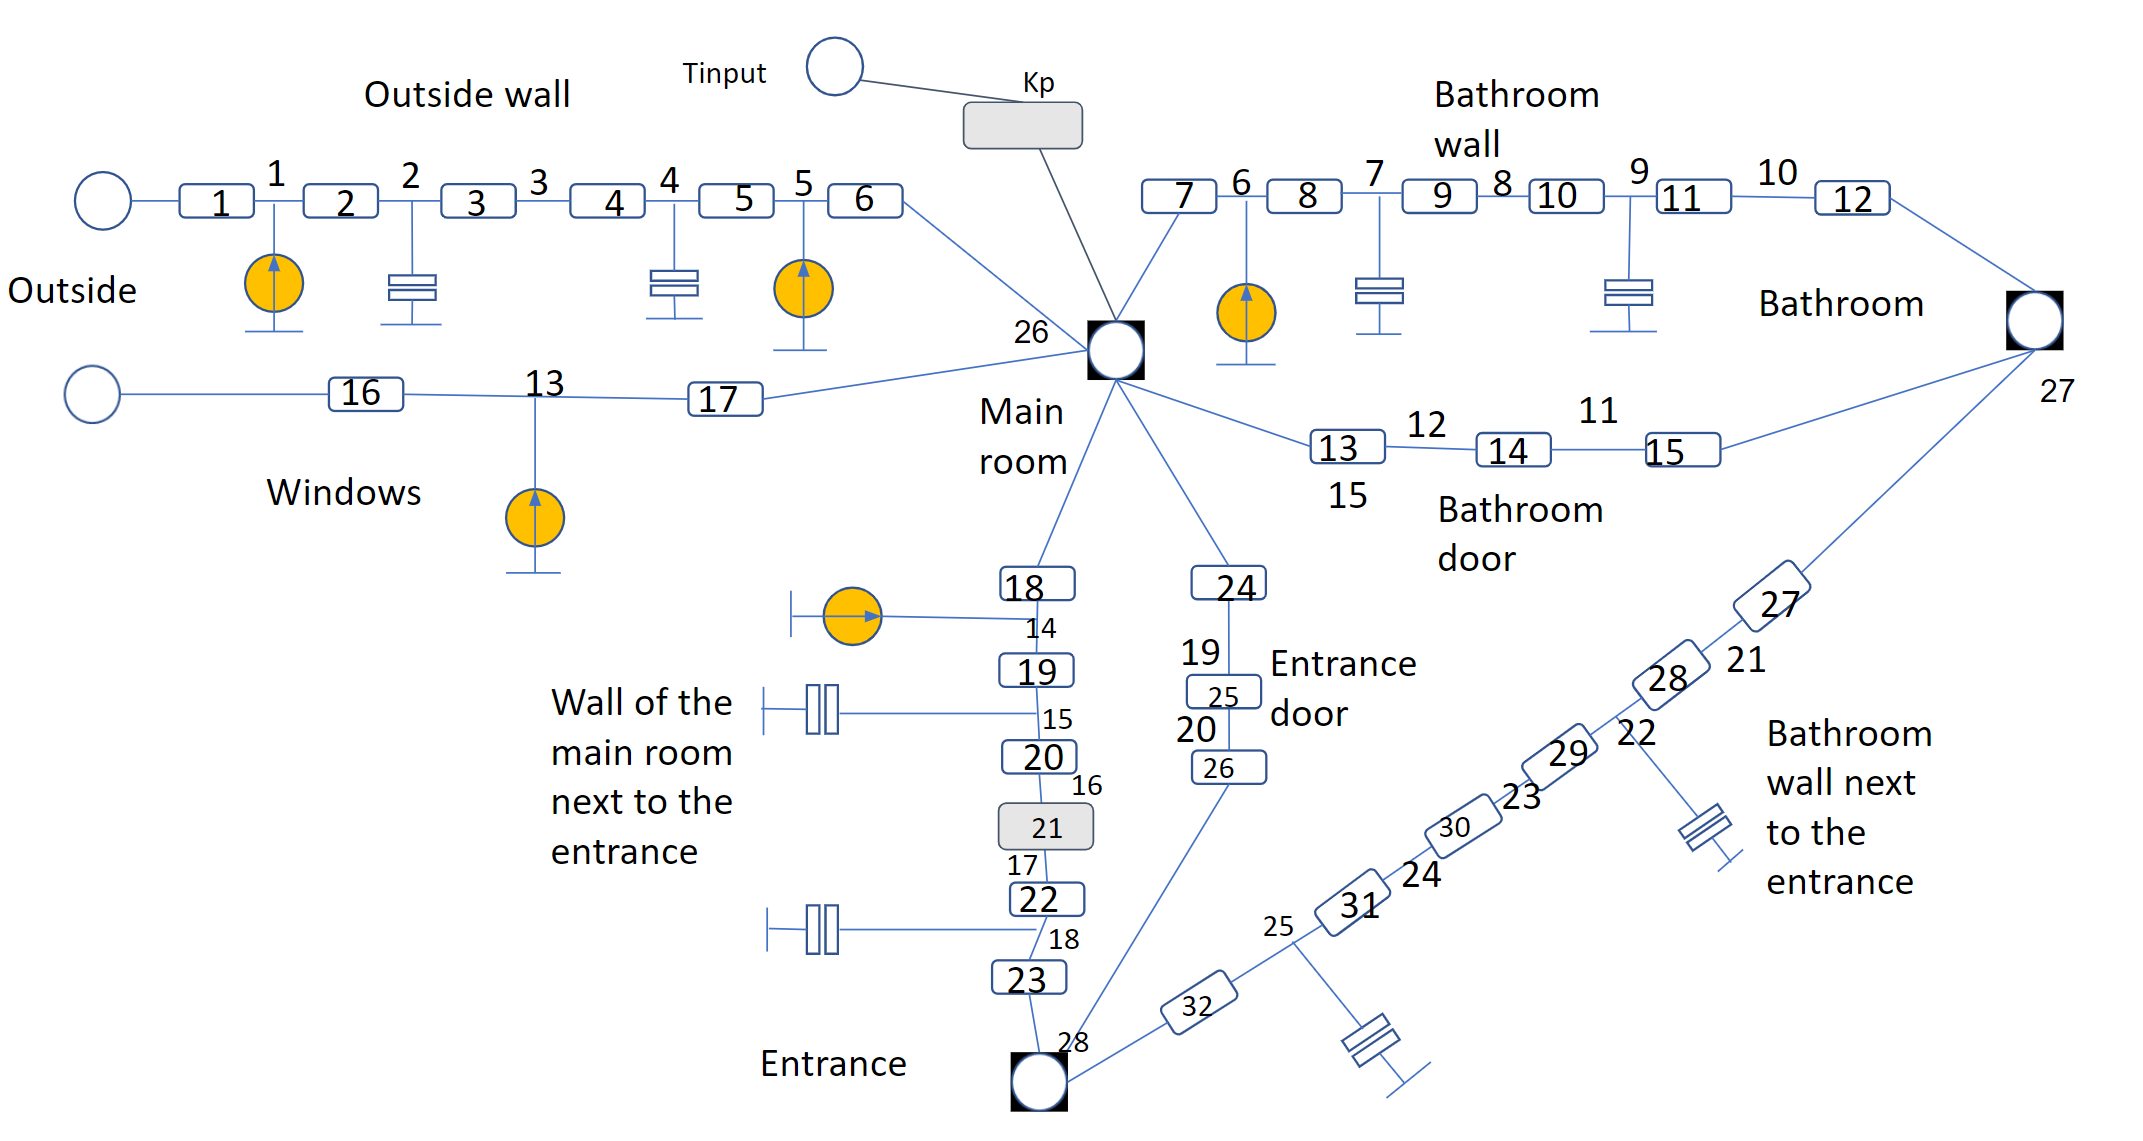 Tinput
Kp
Outside wall
Bathroom
wall
1 2 3 4 5
1 2 3 4 5 6
7 6 8 7 9 8 10 9 11 10 12
Outside
Bathroom
26
27
16 13 17
Main
room
Windows
13 12 14 11 15
15
Bathroom
door
18
14
19
15
20
16
21
17
22
18
23
24
19
25
20
26
Entrance
door
Wall of the
main room
next to the
entrance
27
21
28
22
29
23
30
24
31
25
32
Bathroom
wall next
to the
entrance
28
Entrance